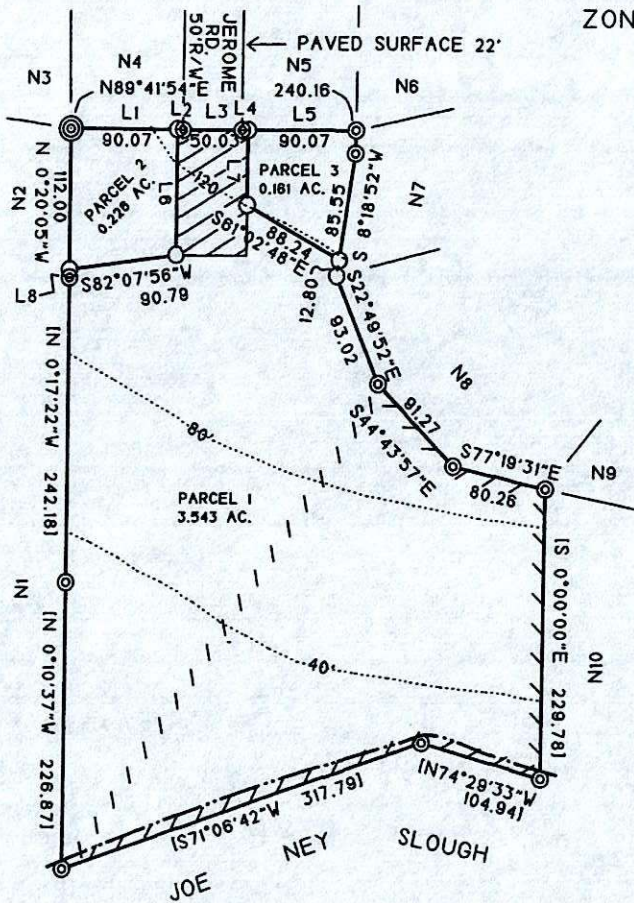 ZON
JEROME
RD
50'R/W
PAVED SURFACE 22'
N3
N4
N89°41'54"E
N5
240.16
N6
L1
L2
L3
L4
L5
90.07
50.03
90.07
N 0°20'05"W
112.00
N2
PARCEL 2
0.226 AC.
120'
L6
L7
PARCEL 3
0.161 AC.
S 8°18'52"W
85.55
N7
S61°02'48"E
88.24
12.80
L8
S82°07'56"W
90.79
S22°49'52"E
93.02
N8
[N 0°17'22"W
242.18]
80'
S44°43'57"E
91.27
S77°19'31"E
80.26
N9
PARCEL 1
3.543 AC.
[S 0°00'00"E
229.78]
N10
N1
[N 0°10'37"W
226.87]
40'
[N74°29'33"W
104.94]
[S71°06'42"W
317.79]
JOE NEY SLOUGH